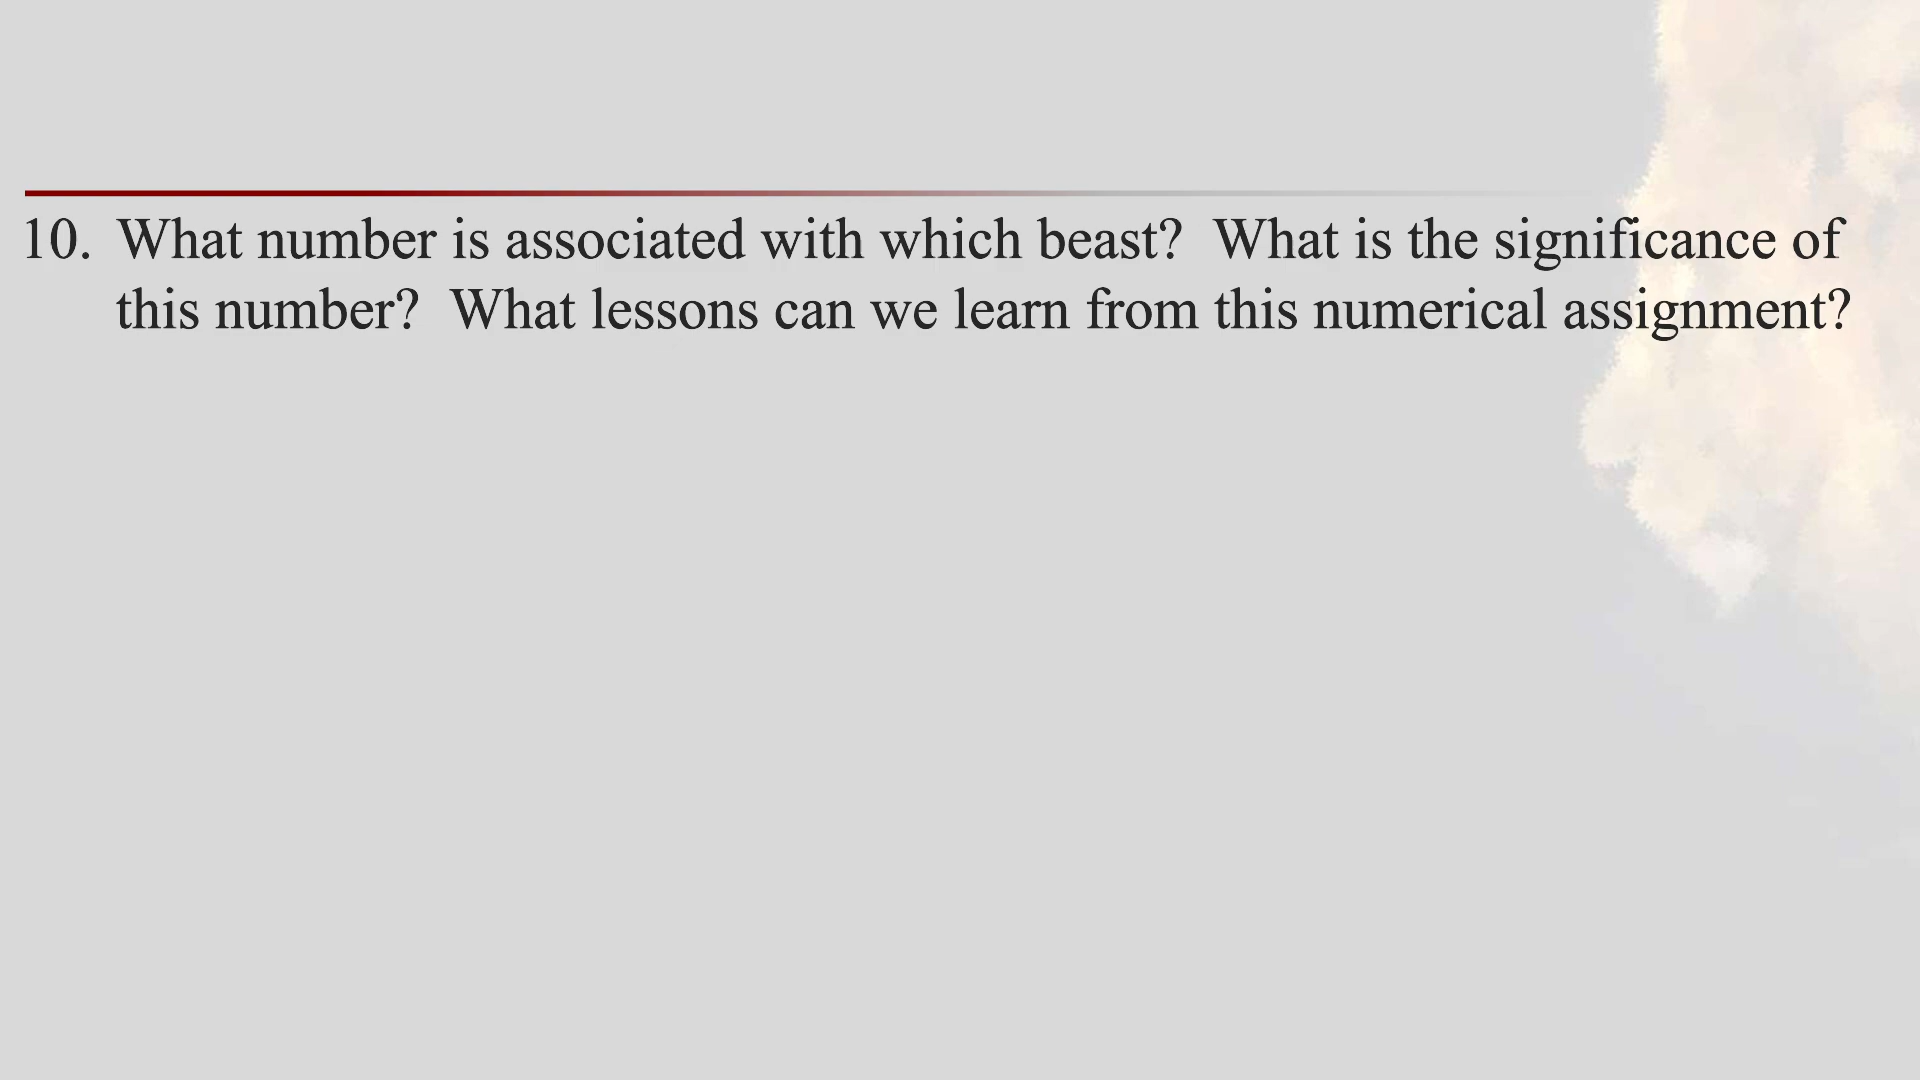 10. What number is associated with which beast? What is the significance of
this number? What lessons can we learn from this numerical assignment?